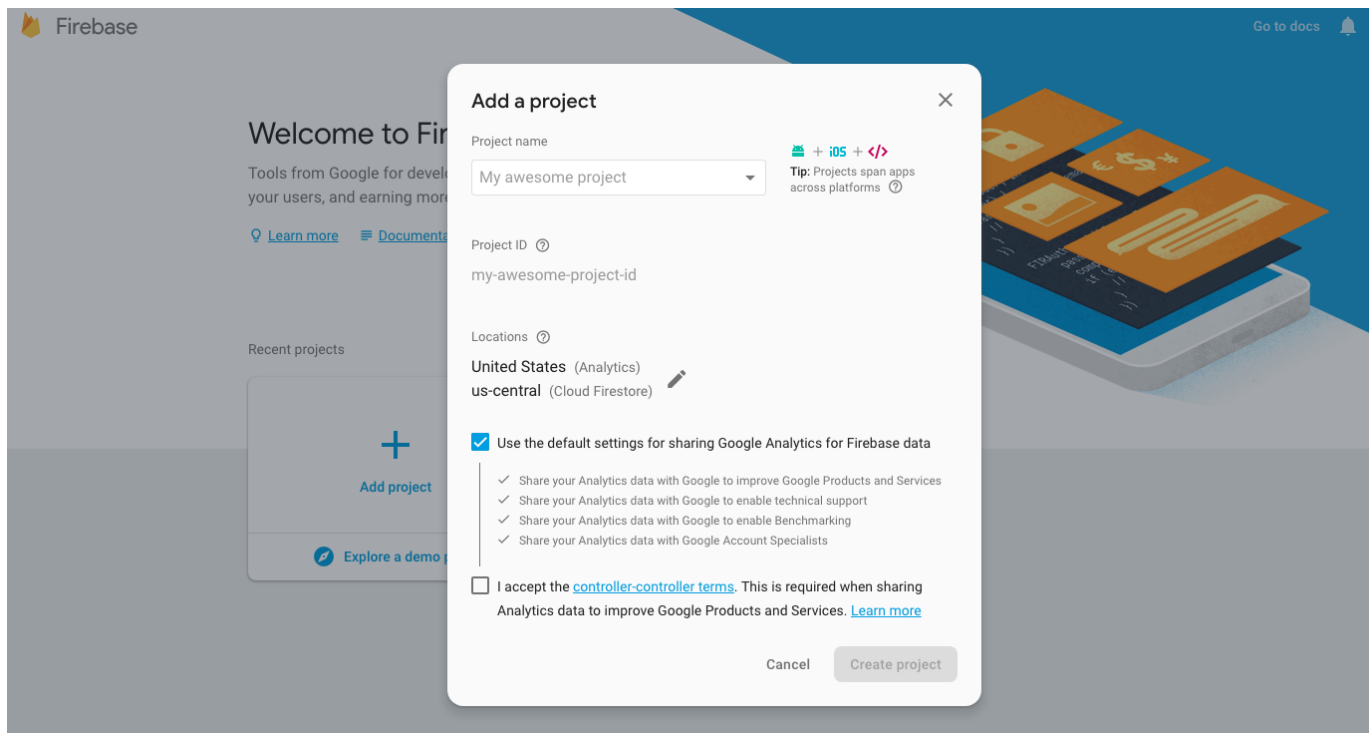 Firebase
Go to docs
Welcome to Fir
Tools from Google for devel
your users, and earning mor
Learn more Documenta
Recent projects
Add project
Explore a demo p
Add a project
Project name
My awesome project
+ iOS + </>
Tip: Projects span apps
across platforms
Project ID
my-awesome-project-id
Locations
United States (Analytics)
us-central (Cloud Firestore)
Use the default settings for sharing Google Analytics for Firebase data
Share your Analytics data with Google to improve Google Products and Services
Share your Analytics data with Google to enable technical support
Share your Analytics data with Google to enable Benchmarking
Share your Analytics data with Google Account Specialists
I accept the controller-controller terms. This is required when sharing
Analytics data to improve Google Products and Services. Learn more
Cancel Create project